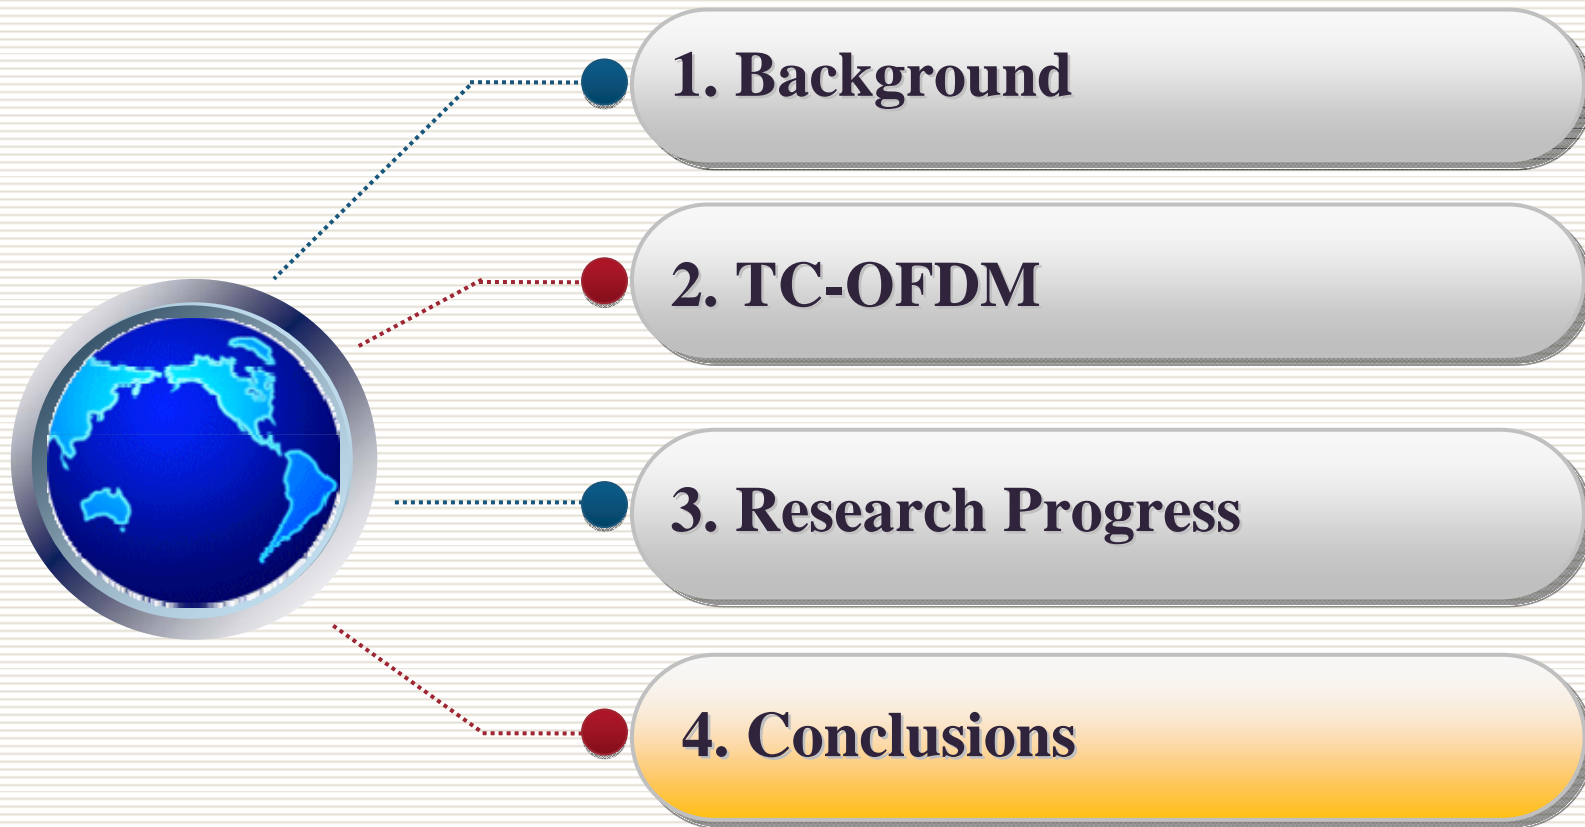 1. Background
2. TC-OFDM
3. Research Progress
4. Conclusions